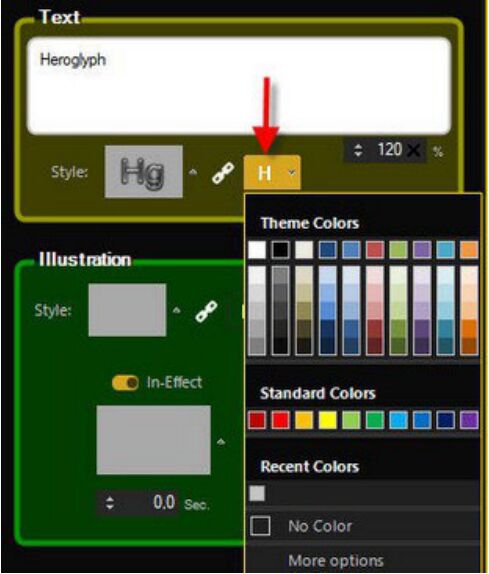 Text
Heroglyph
120 %
Style: Hg H
Theme Colors
Illustration
Style:
In-Effect
Standard Colors
Recent Colors
0.0 Sec.
No Color
More options